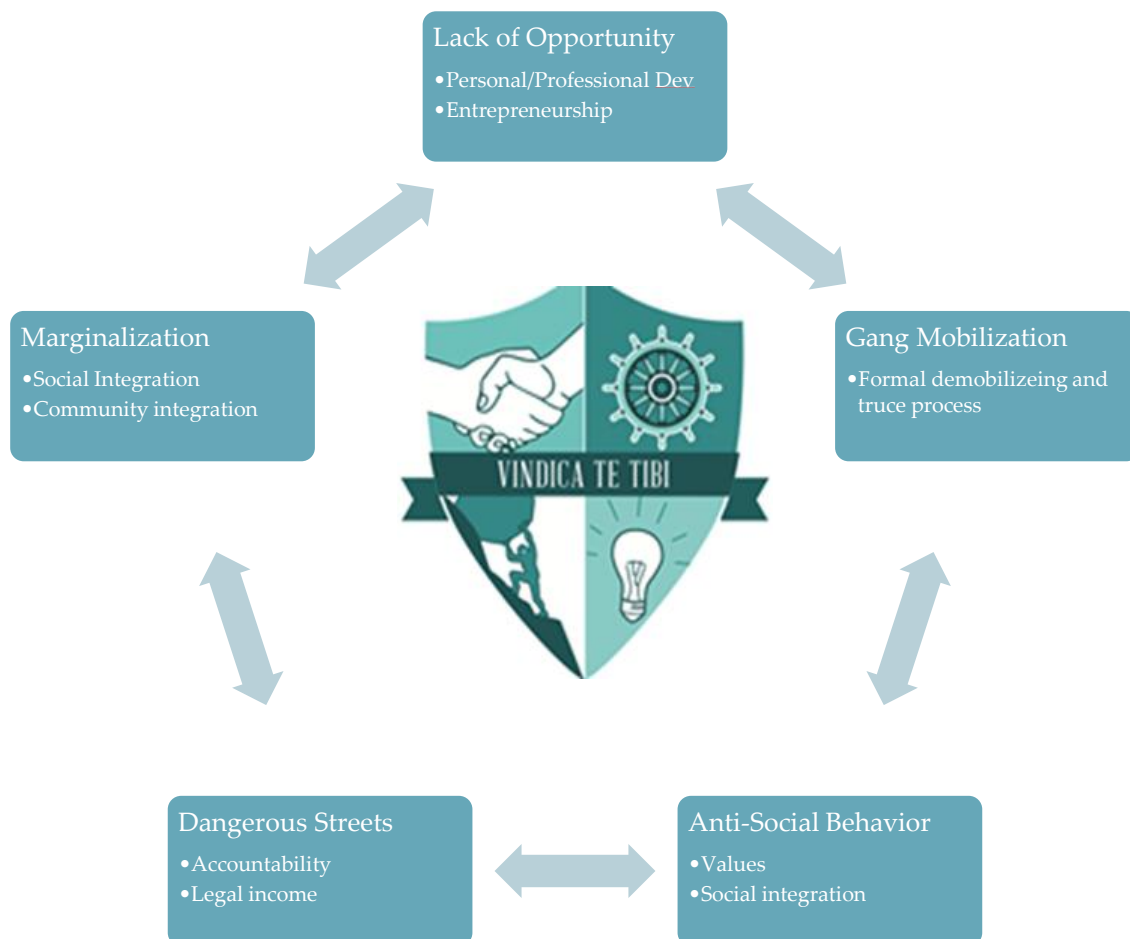 Lack of Opportunity
•Personal/Professional Dev
•Entrepreneurship
Marginalization
•Social Integration
•Community integration
Gang Mobilization
•Formal demobilizeing and
truce process
VINDICA TE TIBI
Dangerous Streets
•Accountability
•Legal income
Anti-Social Behavior
•Values
•Social integration